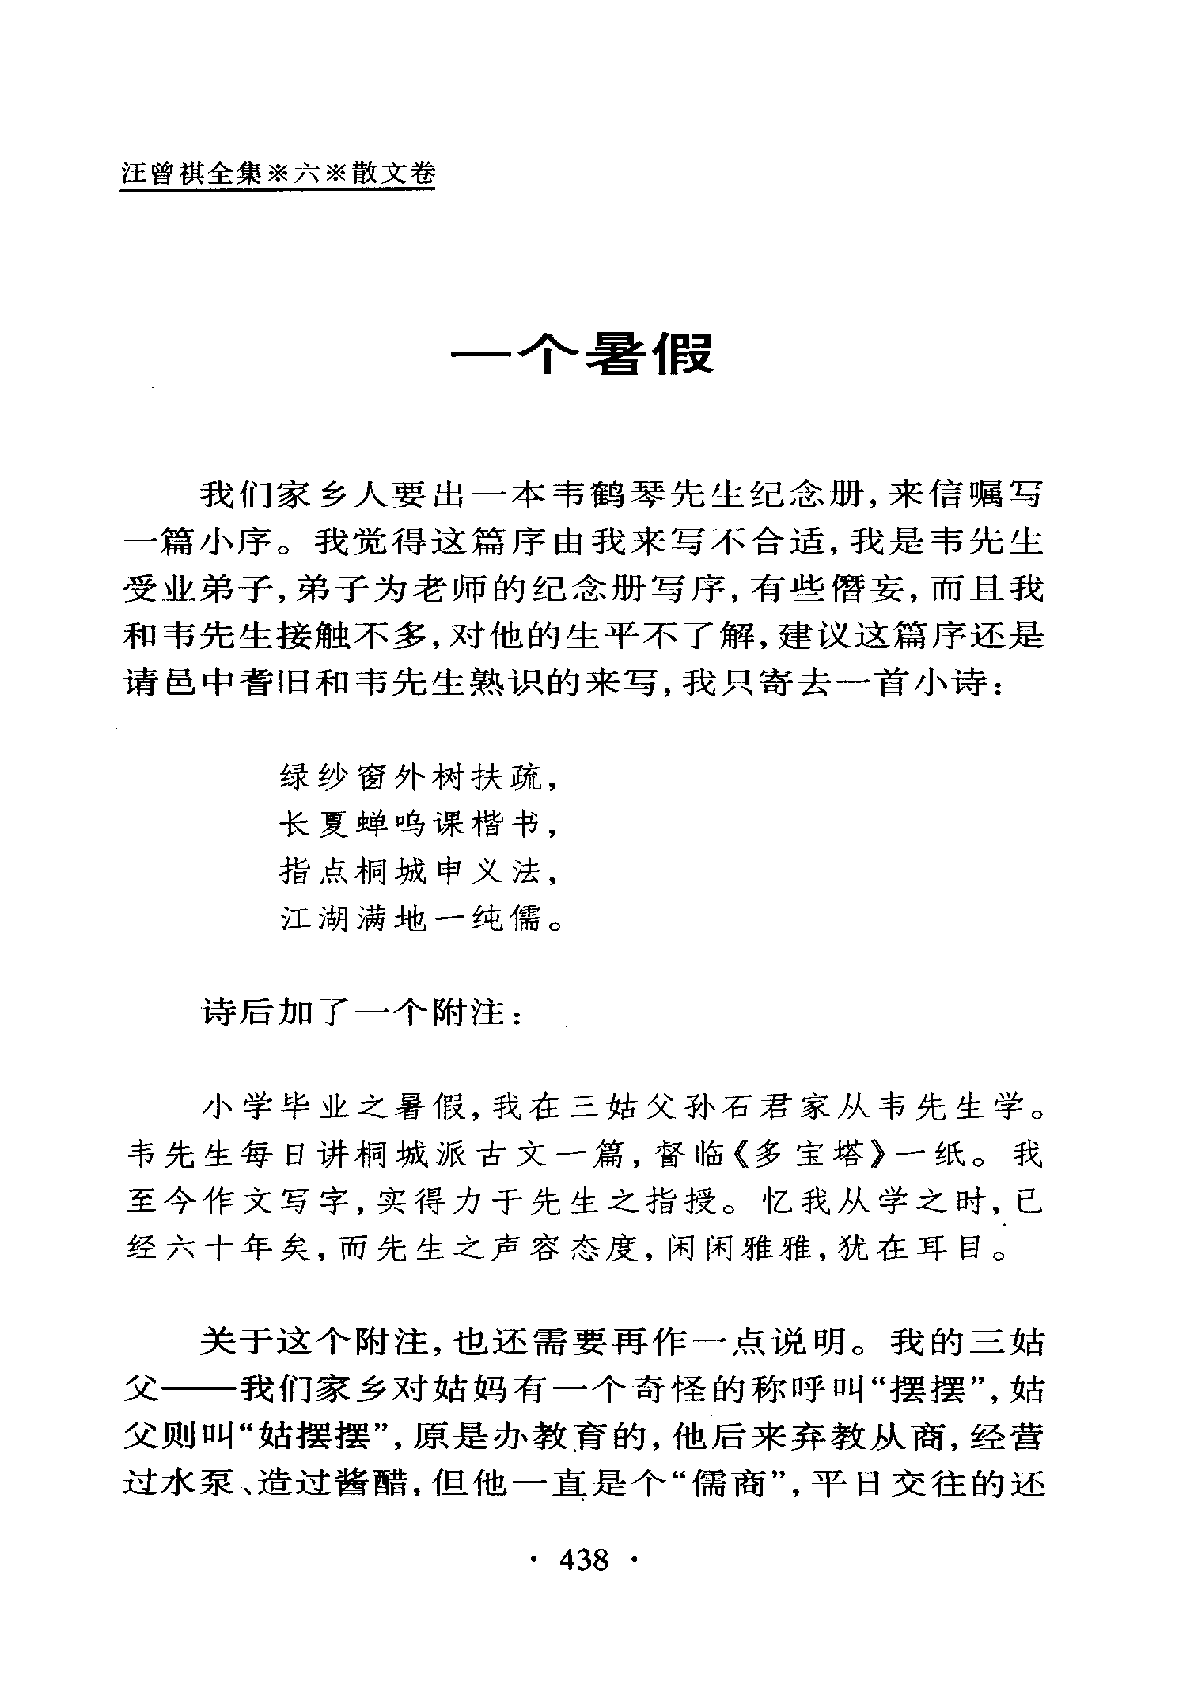 汪曾祺全集※六※散文卷
一个暑假
我们家乡人要出一本韦鹤琴先生纪念册,来信嘱写
一篇小序。我觉得这篇序由我来写不合适,我是韦先生
受业弟子,弟子为老师的纪念册写序,有些僭妄,而且我
和韦先生接触不多,对他的生平不了解,建议这篇序还是
请邑中耆旧和韦先生熟识的来写,我只寄去一首小诗:
绿纱窗外树扶疏,
长夏蝉鸣课楷书,
指点桐城申义法,
江湖满地一纯儒。
诗后加了一个附注:
小学毕业之暑假,我在三姑父孙石君家从韦先生学。
韦先生每日讲桐城派古文一篇,督临《多宝塔》一纸。我
至今作文写字,实得力于先生之指授。忆我从学之时,已
经六十年矣,而先生之声容态度,闲闲雅雅,犹在耳目。
关于这个附注,也还需要再作一点说明。我的三姑
父——我们家乡对姑妈有一个奇怪的称呼叫“摆摆”,姑
父则叫“姑摆摆”,原是办教育的,他后来弃教从商,经营
过水泵、造过酱醋,但他一直是个“儒商”,平日交往的还
· 438 ·